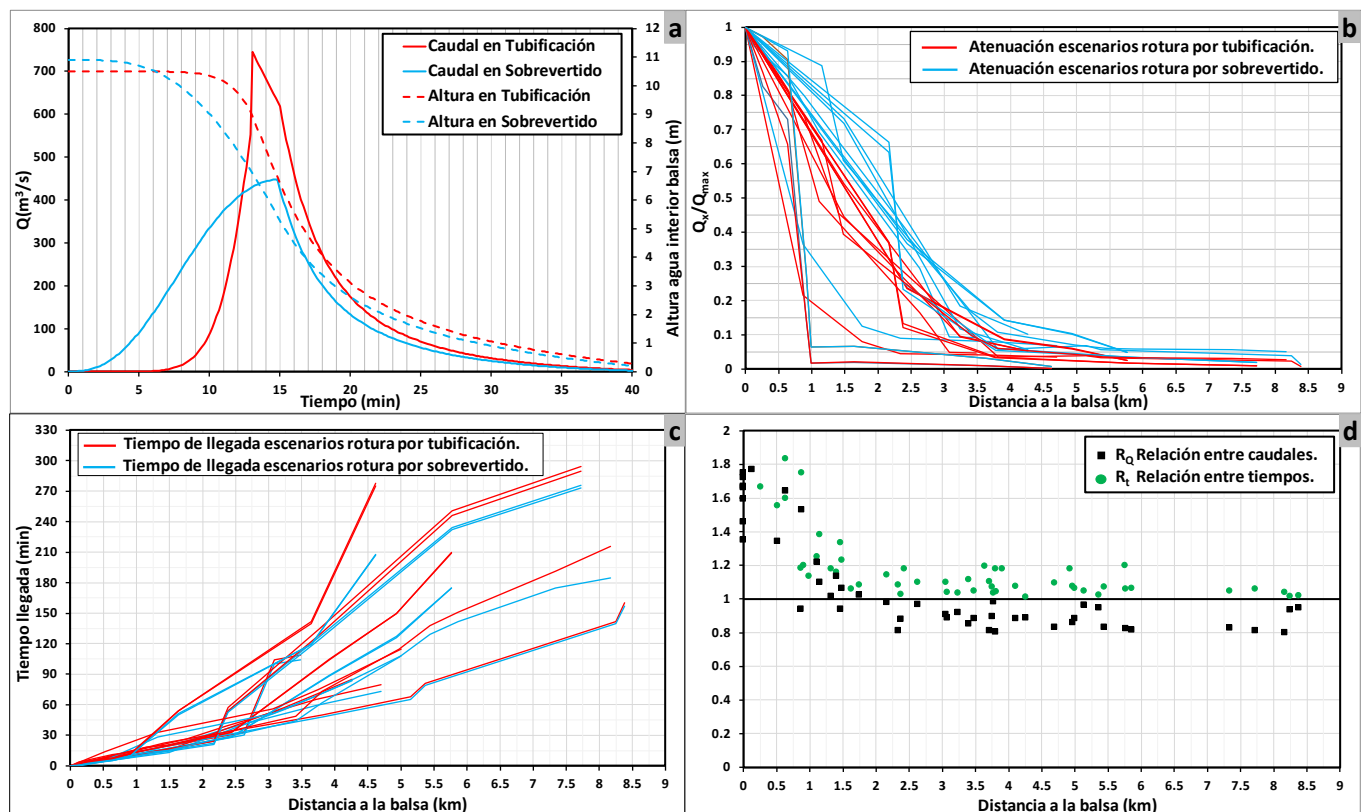 a
800
700
600
500
400
300
200
100
0
Q(m³/s)
12
11
10
9
8
7
6
5
4
3
2
1
0
Altura agua interior balsa (m)
Caudal en Tubificación
Caudal en Sobrevertido
Altura en Tubificación
Altura en Sobrevertido
0 5 10 15 20 25 30 35 40
Tiempo (min)
b
1
0.9
0.8
0.7
0.6
0.5
0.4
0.3
0.2
0.1
0
Qx/Qmax
Atenuación escenarios rotura por tubificación.
Atenuación escenarios rotura por sobrevertido.
0 0.5 1 1.5 2 2.5 3 3.5 4 4.5 5 5.5 6 6.5 7 7.5 8 8.5 9
Distancia a la balsa (km)
c
330
300
270
240
210
180
150
120
90
60
30
0
Tiempo llegada (min)
Tiempo de llegada escenarios rotura por tubificación.
Tiempo de llegada escenarios rotura por sobrevertido.
0 0.5 1 1.5 2 2.5 3 3.5 4 4.5 5 5.5 6 6.5 7 7.5 8 8.5 9
Distancia a la balsa (km)
d
2
1.8
1.6
1.4
1.2
1
0.8
0.6
0.4
0.2
0
RQ Relación entre caudales.
Rt Relación entre tiempos.
0 0.5 1 1.5 2 2.5 3 3.5 4 4.5 5 5.5 6 6.5 7 7.5 8 8.5 9
Distancia a la balsa (km)